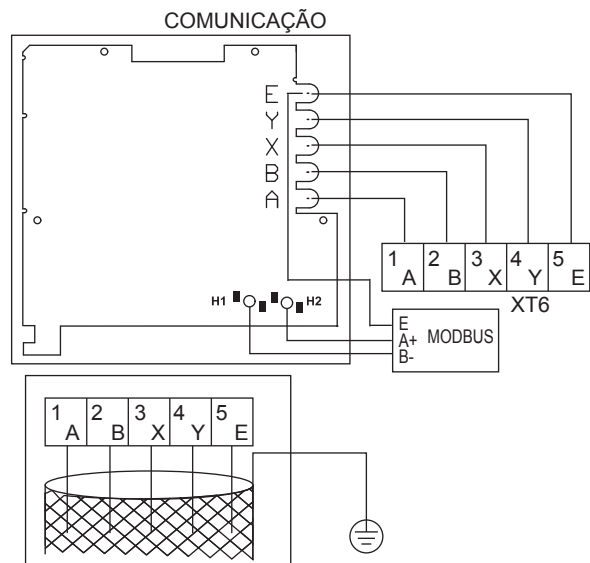 COMUNICAÇÃO
E
Y
X
B
A
H1 H2
1 A 2 B 3 X 4 Y 5 E
XT6
E
A+
B-
MODBUS
1 A 2 B 3 X 4 Y 5 E